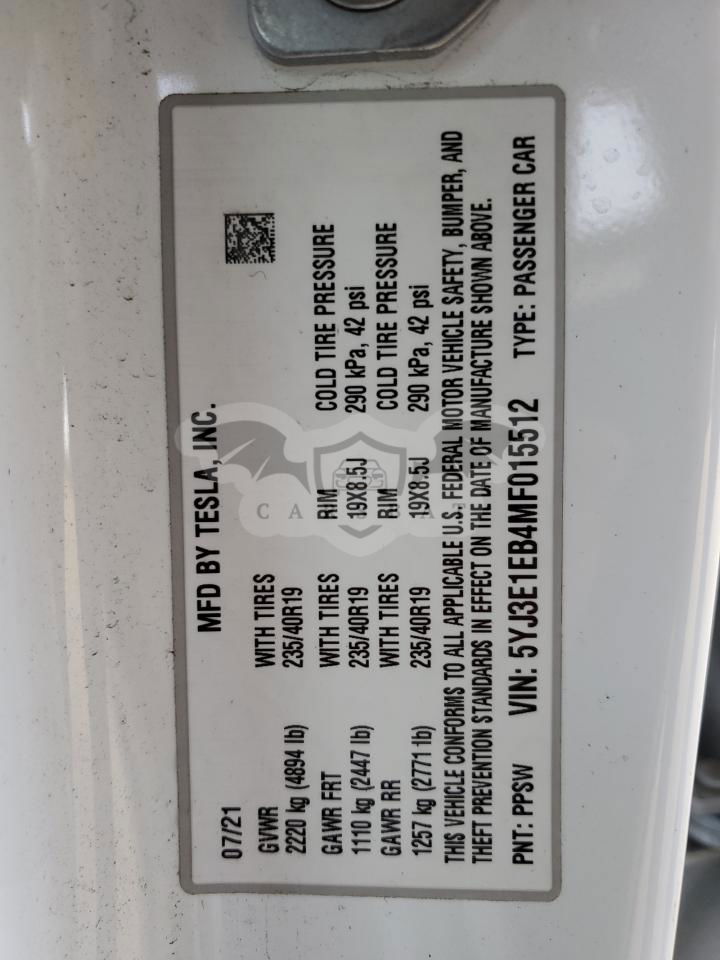 MFD BY TESLA, INC.
07/21
GVWR WITH TIRES
2220 kg (4894 lb) 235/40R19
GAWR FRT WITH TIRES RIM COLD TIRE PRESSURE
1110 kg (2447 lb) 235/40R19 19X8.5J 290 kPa, 42 psi
GAWR RR WITH TIRES RIM COLD TIRE PRESSURE
1257 kg (2771 lb) 235/40R19 19X8.5J 290 kPa, 42 psi
THIS VEHICLE CONFORMS TO ALL APPLICABLE U.S. FEDERAL MOTOR VEHICLE SAFETY, BUMPER, AND
THEFT PREVENTION STANDARDS IN EFFECT ON THE DATE OF MANUFACTURE SHOWN ABOVE.
PNT: PPSW VIN: 5YJ3E1EB4MF015512 TYPE: PASSENGER CAR